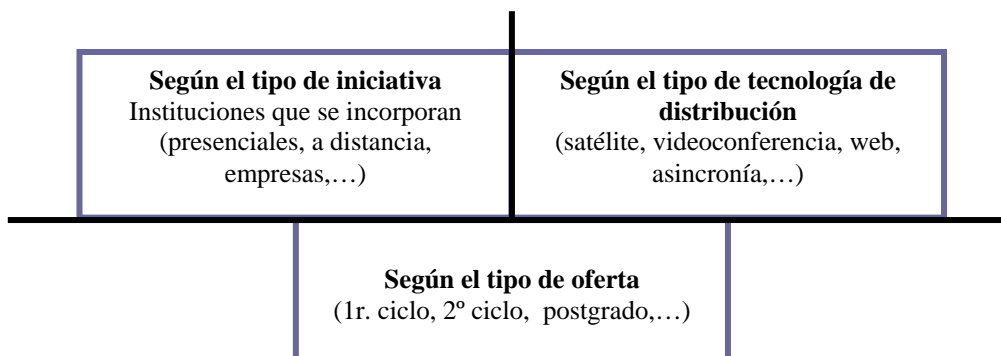 Según el tipo de iniciativa
Instituciones que se incorporan
(presenciales, a distancia,
empresas,…)
Según el tipo de tecnología de
distribución
(satélite, videoconferencia, web,
asincronía,…)
Según el tipo de oferta
(1r. ciclo, 2º ciclo,  postgrado,…)